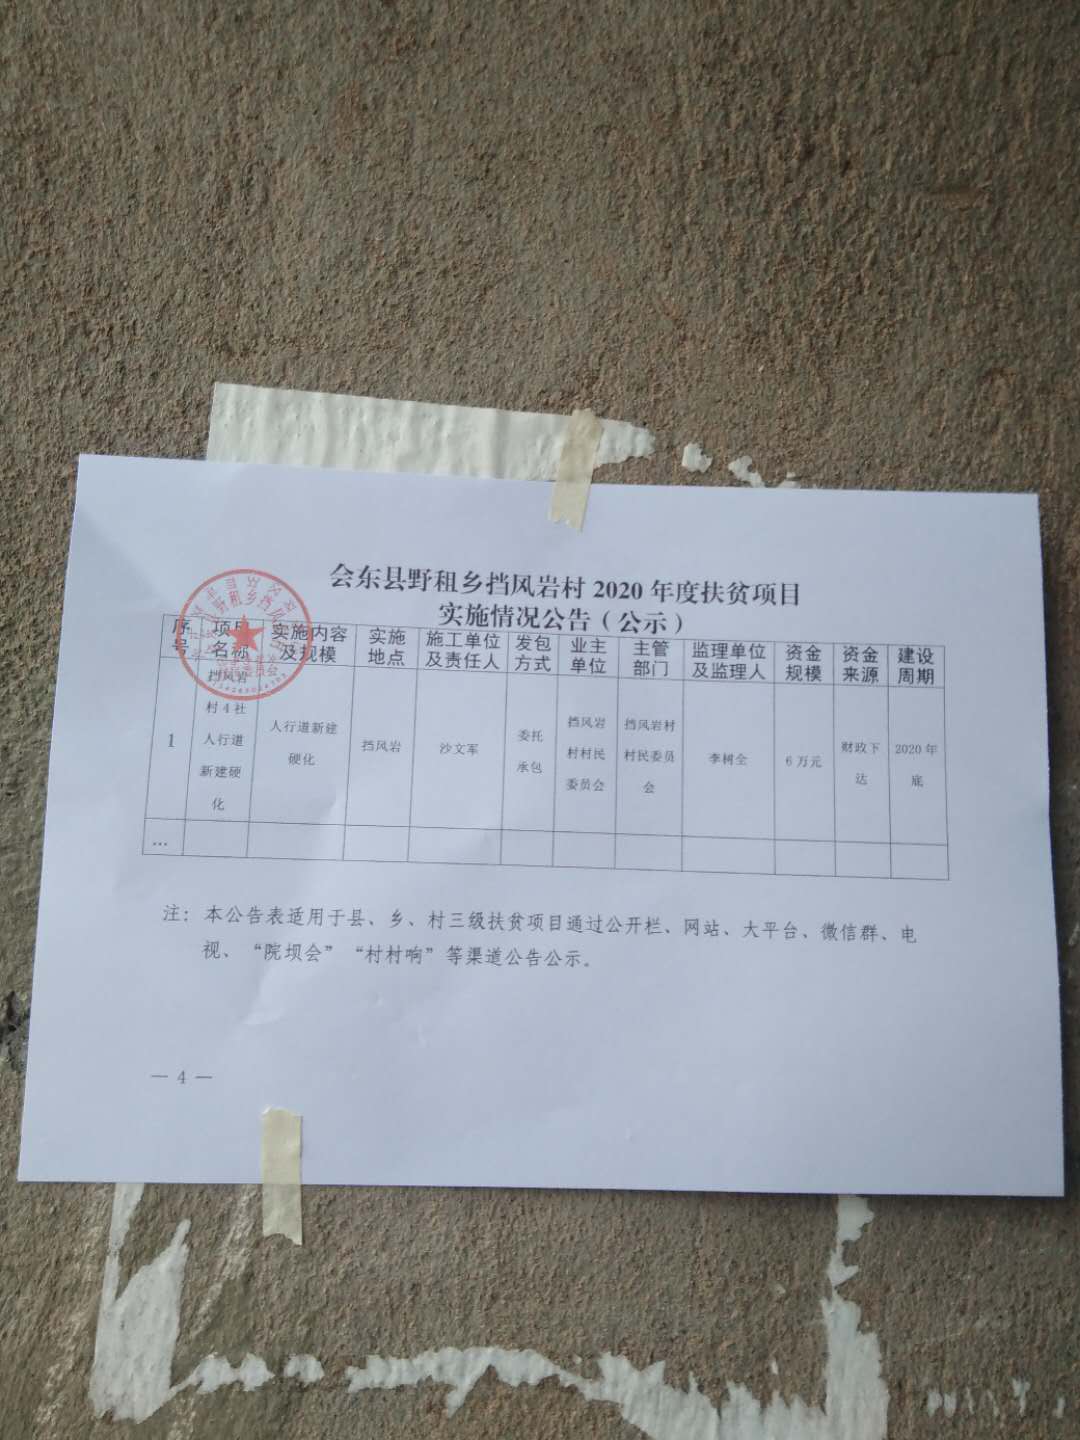 会东县野租乡挡风岩村 2020 年度扶贫项目
实施情况公告（公示）
序号 项目名称 实施内容及规模 实施地点 施工单位及责任人 发包方式 业主单位 主管部门 监理单位及监理人 资金规模 资金来源 建设周期
1 挡风岩村4社人行道新建硬化 人行道新建硬化 挡风岩 沙文军 委托承包 挡风岩村村民委员会 挡风岩村村民委员会 李树全 6万元 财政下达 2020年底
...
注：本公告表适用于县、乡、村三级扶贫项目通过公开栏、网站、大平台、微信群、电
视、“院坝会”“村村响”等渠道公告公示。
— 4 —